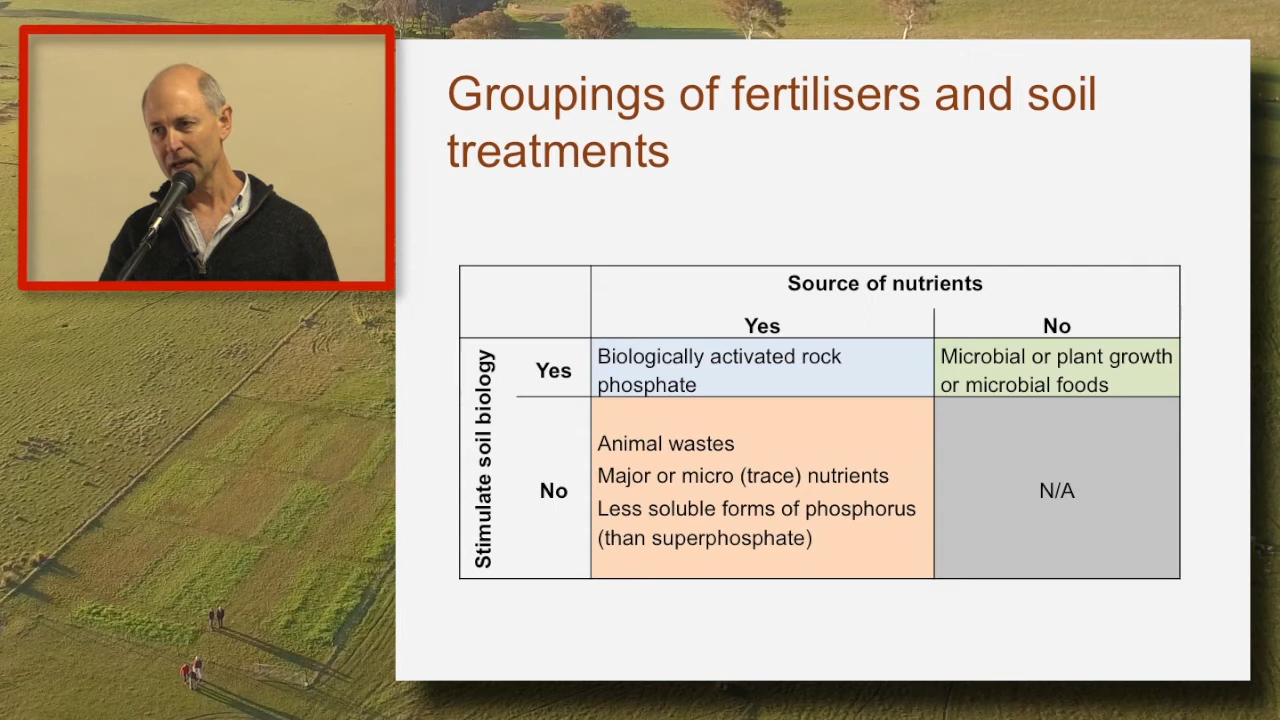 Groupings of fertilisers and soil
treatments
Source of nutrients
Yes
No
Stimulate soil biology
Yes
Biologically activated rock
phosphate
Microbial or plant growth
or microbial foods
No
Animal wastes
Major or micro (trace) nutrients
Less soluble forms of phosphorus
(than superphosphate)
N/A